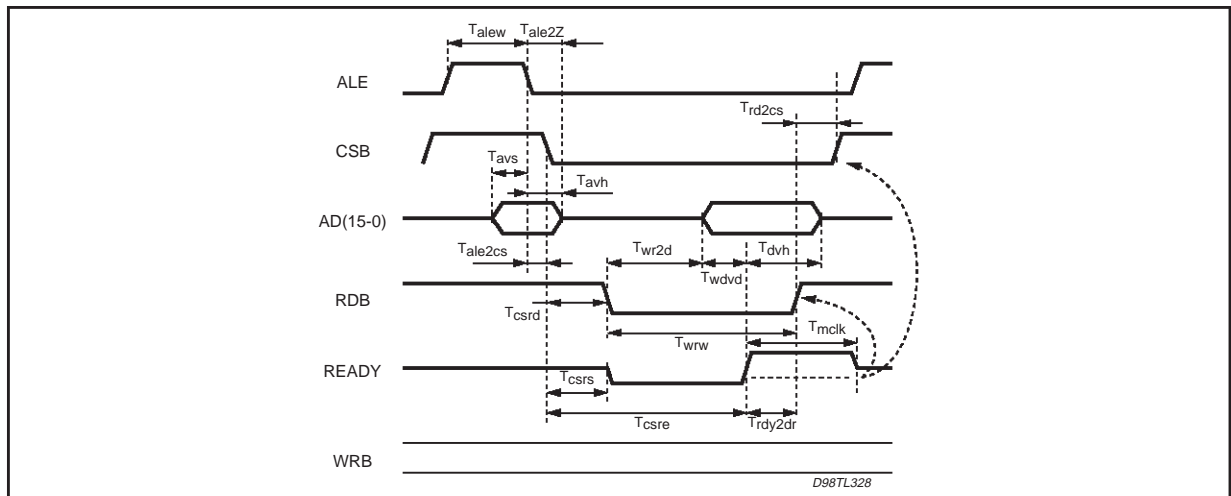 Talew Tale2Z
ALE
Trd2cs
CSB
Tavs
Tavh
AD(15-0)
Tale2cs
Twr2d
Tdvh
Twdvd
RDB
Tcsrd
Tmclk
Twrw
READY
Tcsrs
Tcsre
Trdy2dr
WRB
D98TL328